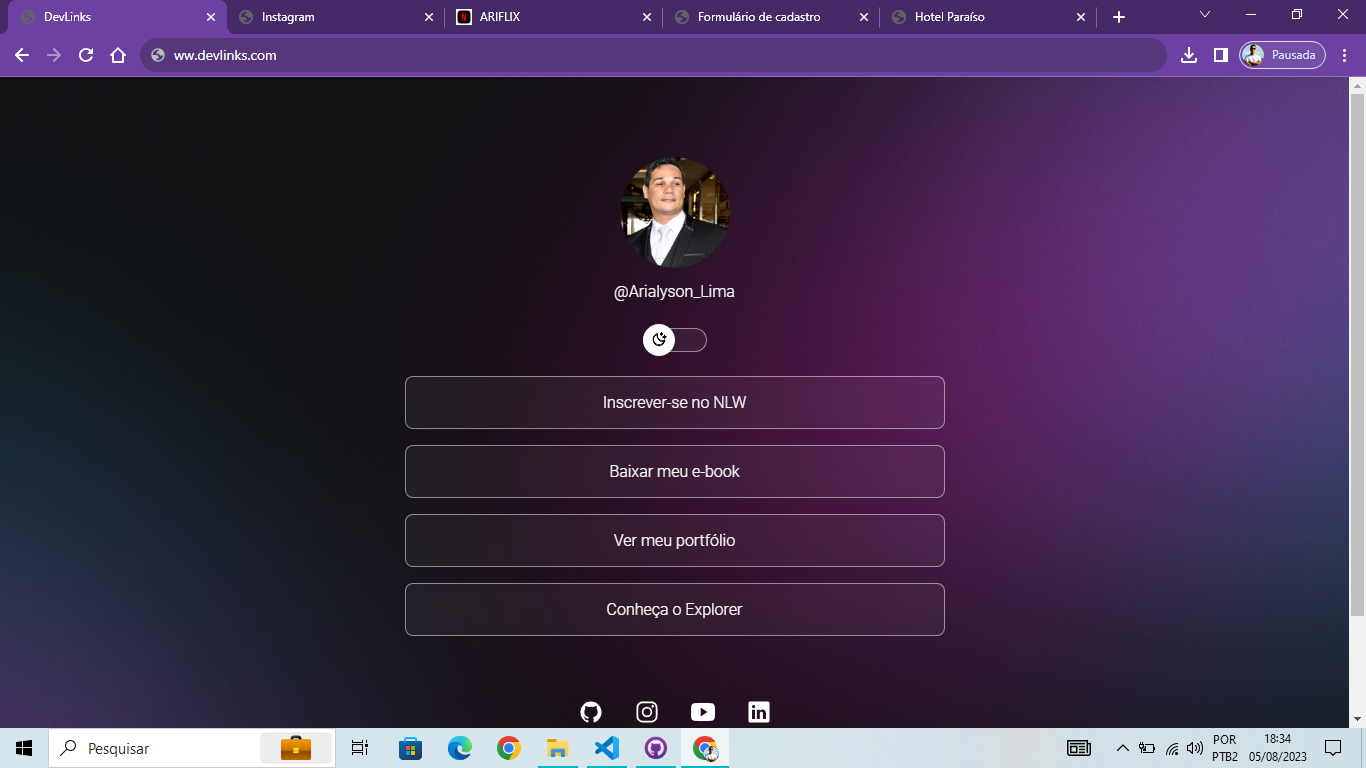 DevLinks
Instagram
ARIFLIX
Formulário de cadastro
Hotel Paraíso
ww.devlinks.com
Pausada
@Arialyson_Lima
Inscrever-se no NLW
Baixar meu e-book
Ver meu portfólio
Conheça o Explorer
Pesquisar
POR
PTB2
18:34
05/08/2023